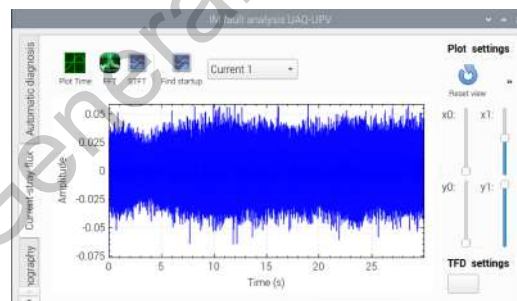 IM fault analysis UAQ-UPV
Automatic diagnosis
Current-stray flux
nography
Plot Time
FFT
STFT
Find startup
Current 1
Plot settings
Reset view
x0: x1:
y0: y1:
TFD settings
Amplitude
0.05
0.025
0
-0.025
-0.05
-0.075
0 5 10 15 20 25
Time (s)
General